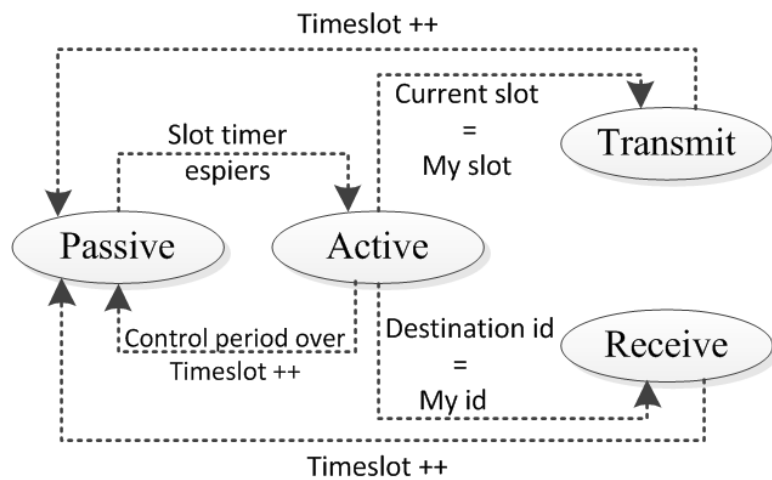 Timeslot ++
Current slot
=
My slot
Transmit
Slot timer
espiers
Passive
Active
Control period over
Timeslot ++
Destination id
=
My id
Receive
Timeslot ++